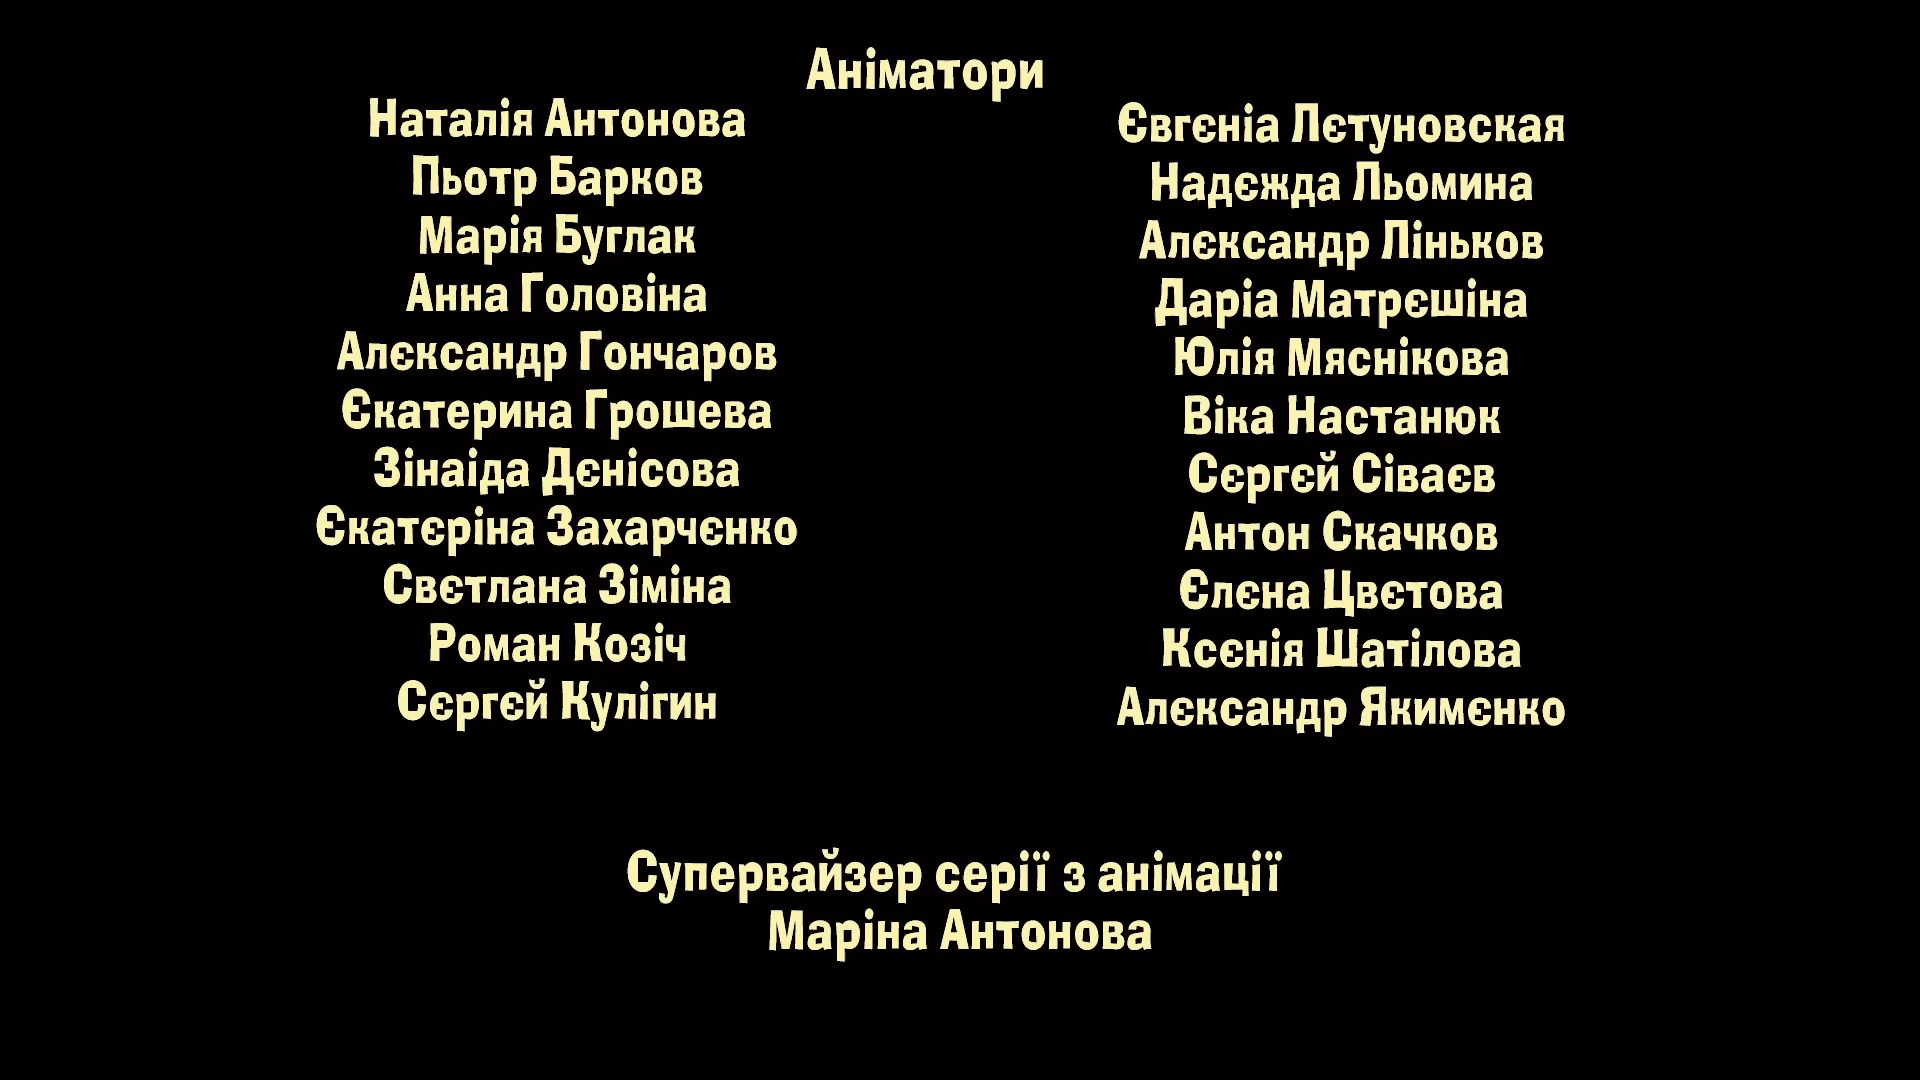 Аніматори
Наталія Антонова
Пьотр Барков
Марія Буглак
Анна Головіна
Алєксандр Гончаров
Єкатерина Грошева
Зінаіда Дєнісова
Єкатєріна Захарчєнко
Свєтлана Зіміна
Роман Козіч
Сєргєй Кулігин
Євгєніа Лєтуновская
Надєжда Льомина
Алєксандр Ліньков
Даріа Матрєшіна
Юлія Мяснікова
Віка Настанюк
Сєргєй Сіваєв
Антон Скачков
Єлєна Цвєтова
Ксєнія Шатілова
Алєксандр Якимєнко
Супервайзер серії з анімації
Маріна Антонова